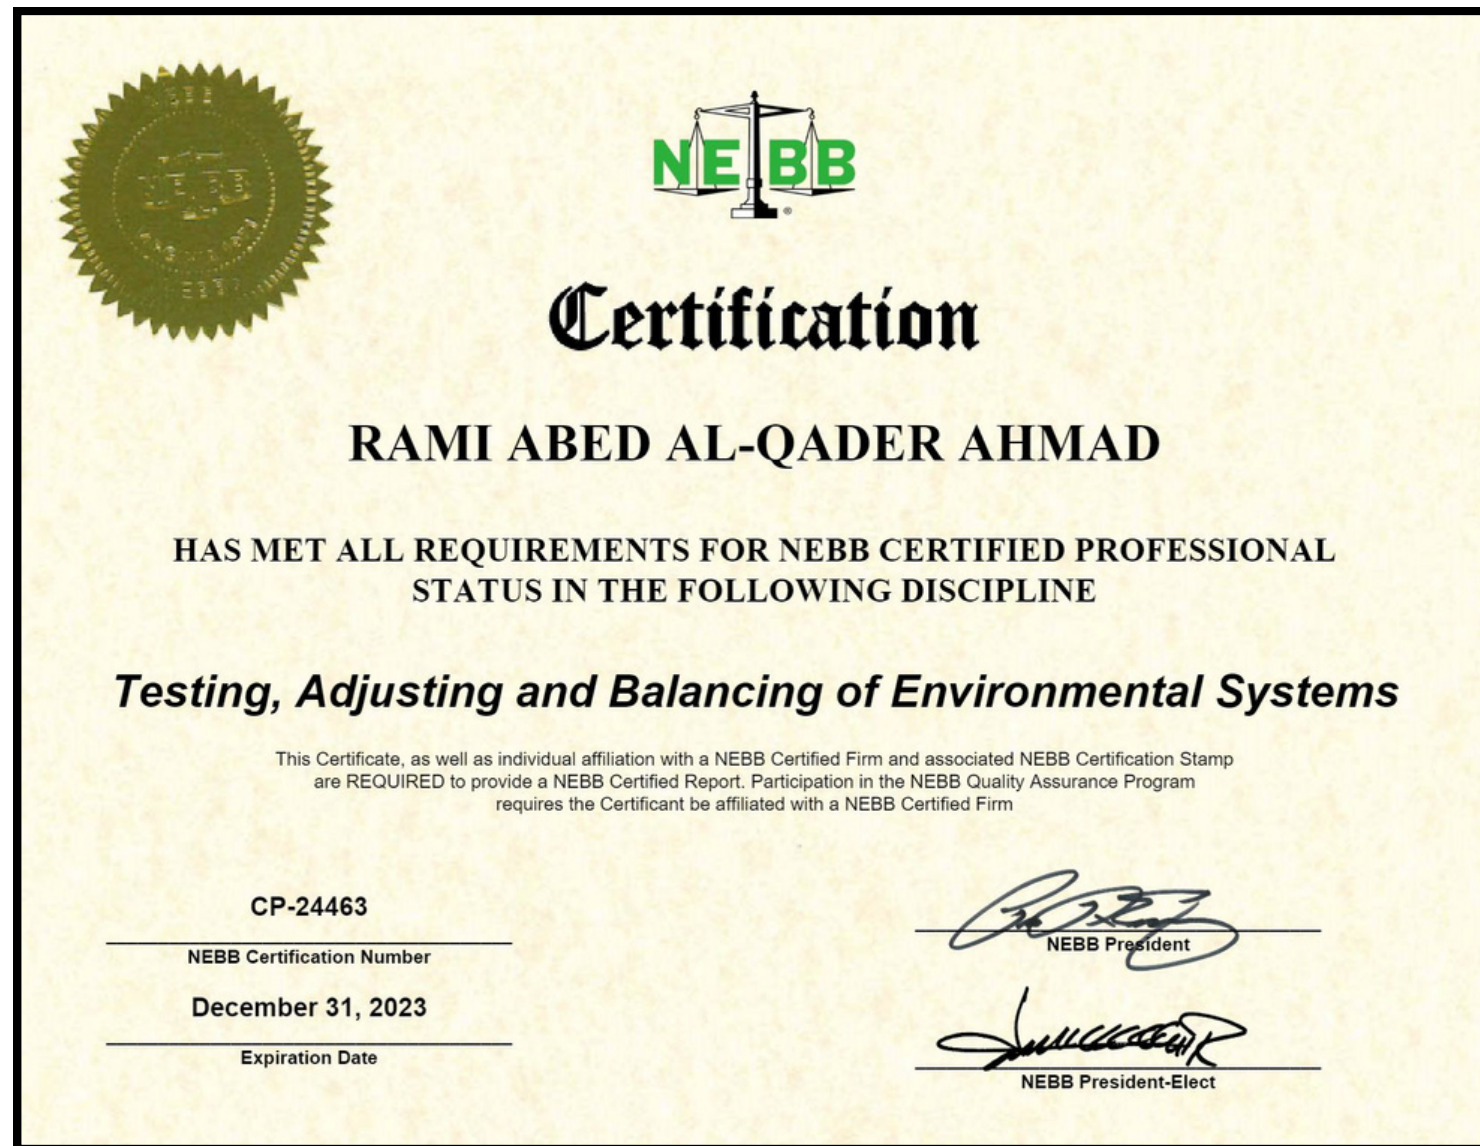 NEBB
®
Certification
RAMI ABED AL-QADER AHMAD
HAS MET ALL REQUIREMENTS FOR NEBB CERTIFIED PROFESSIONAL
STATUS IN THE FOLLOWING DISCIPLINE
Testing, Adjusting and Balancing of Environmental Systems
This Certificate, as well as individual affiliation with a NEBB Certified Firm and associated NEBB Certification Stamp
are REQUIRED to provide a NEBB Certified Report. Participation in the NEBB Quality Assurance Program
requires the Certificant be affiliated with a NEBB Certified Firm
CP-24463
NEBB Certification Number
December 31, 2023
Expiration Date
NEBB President
NEBB President-Elect